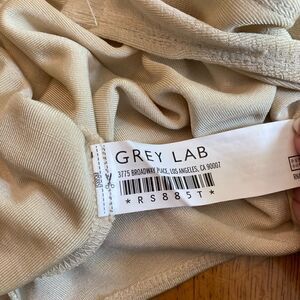 GREY LAB
3775 BROADWAY PLACE, LOS ANGELES, CA 90007
*RS885T*